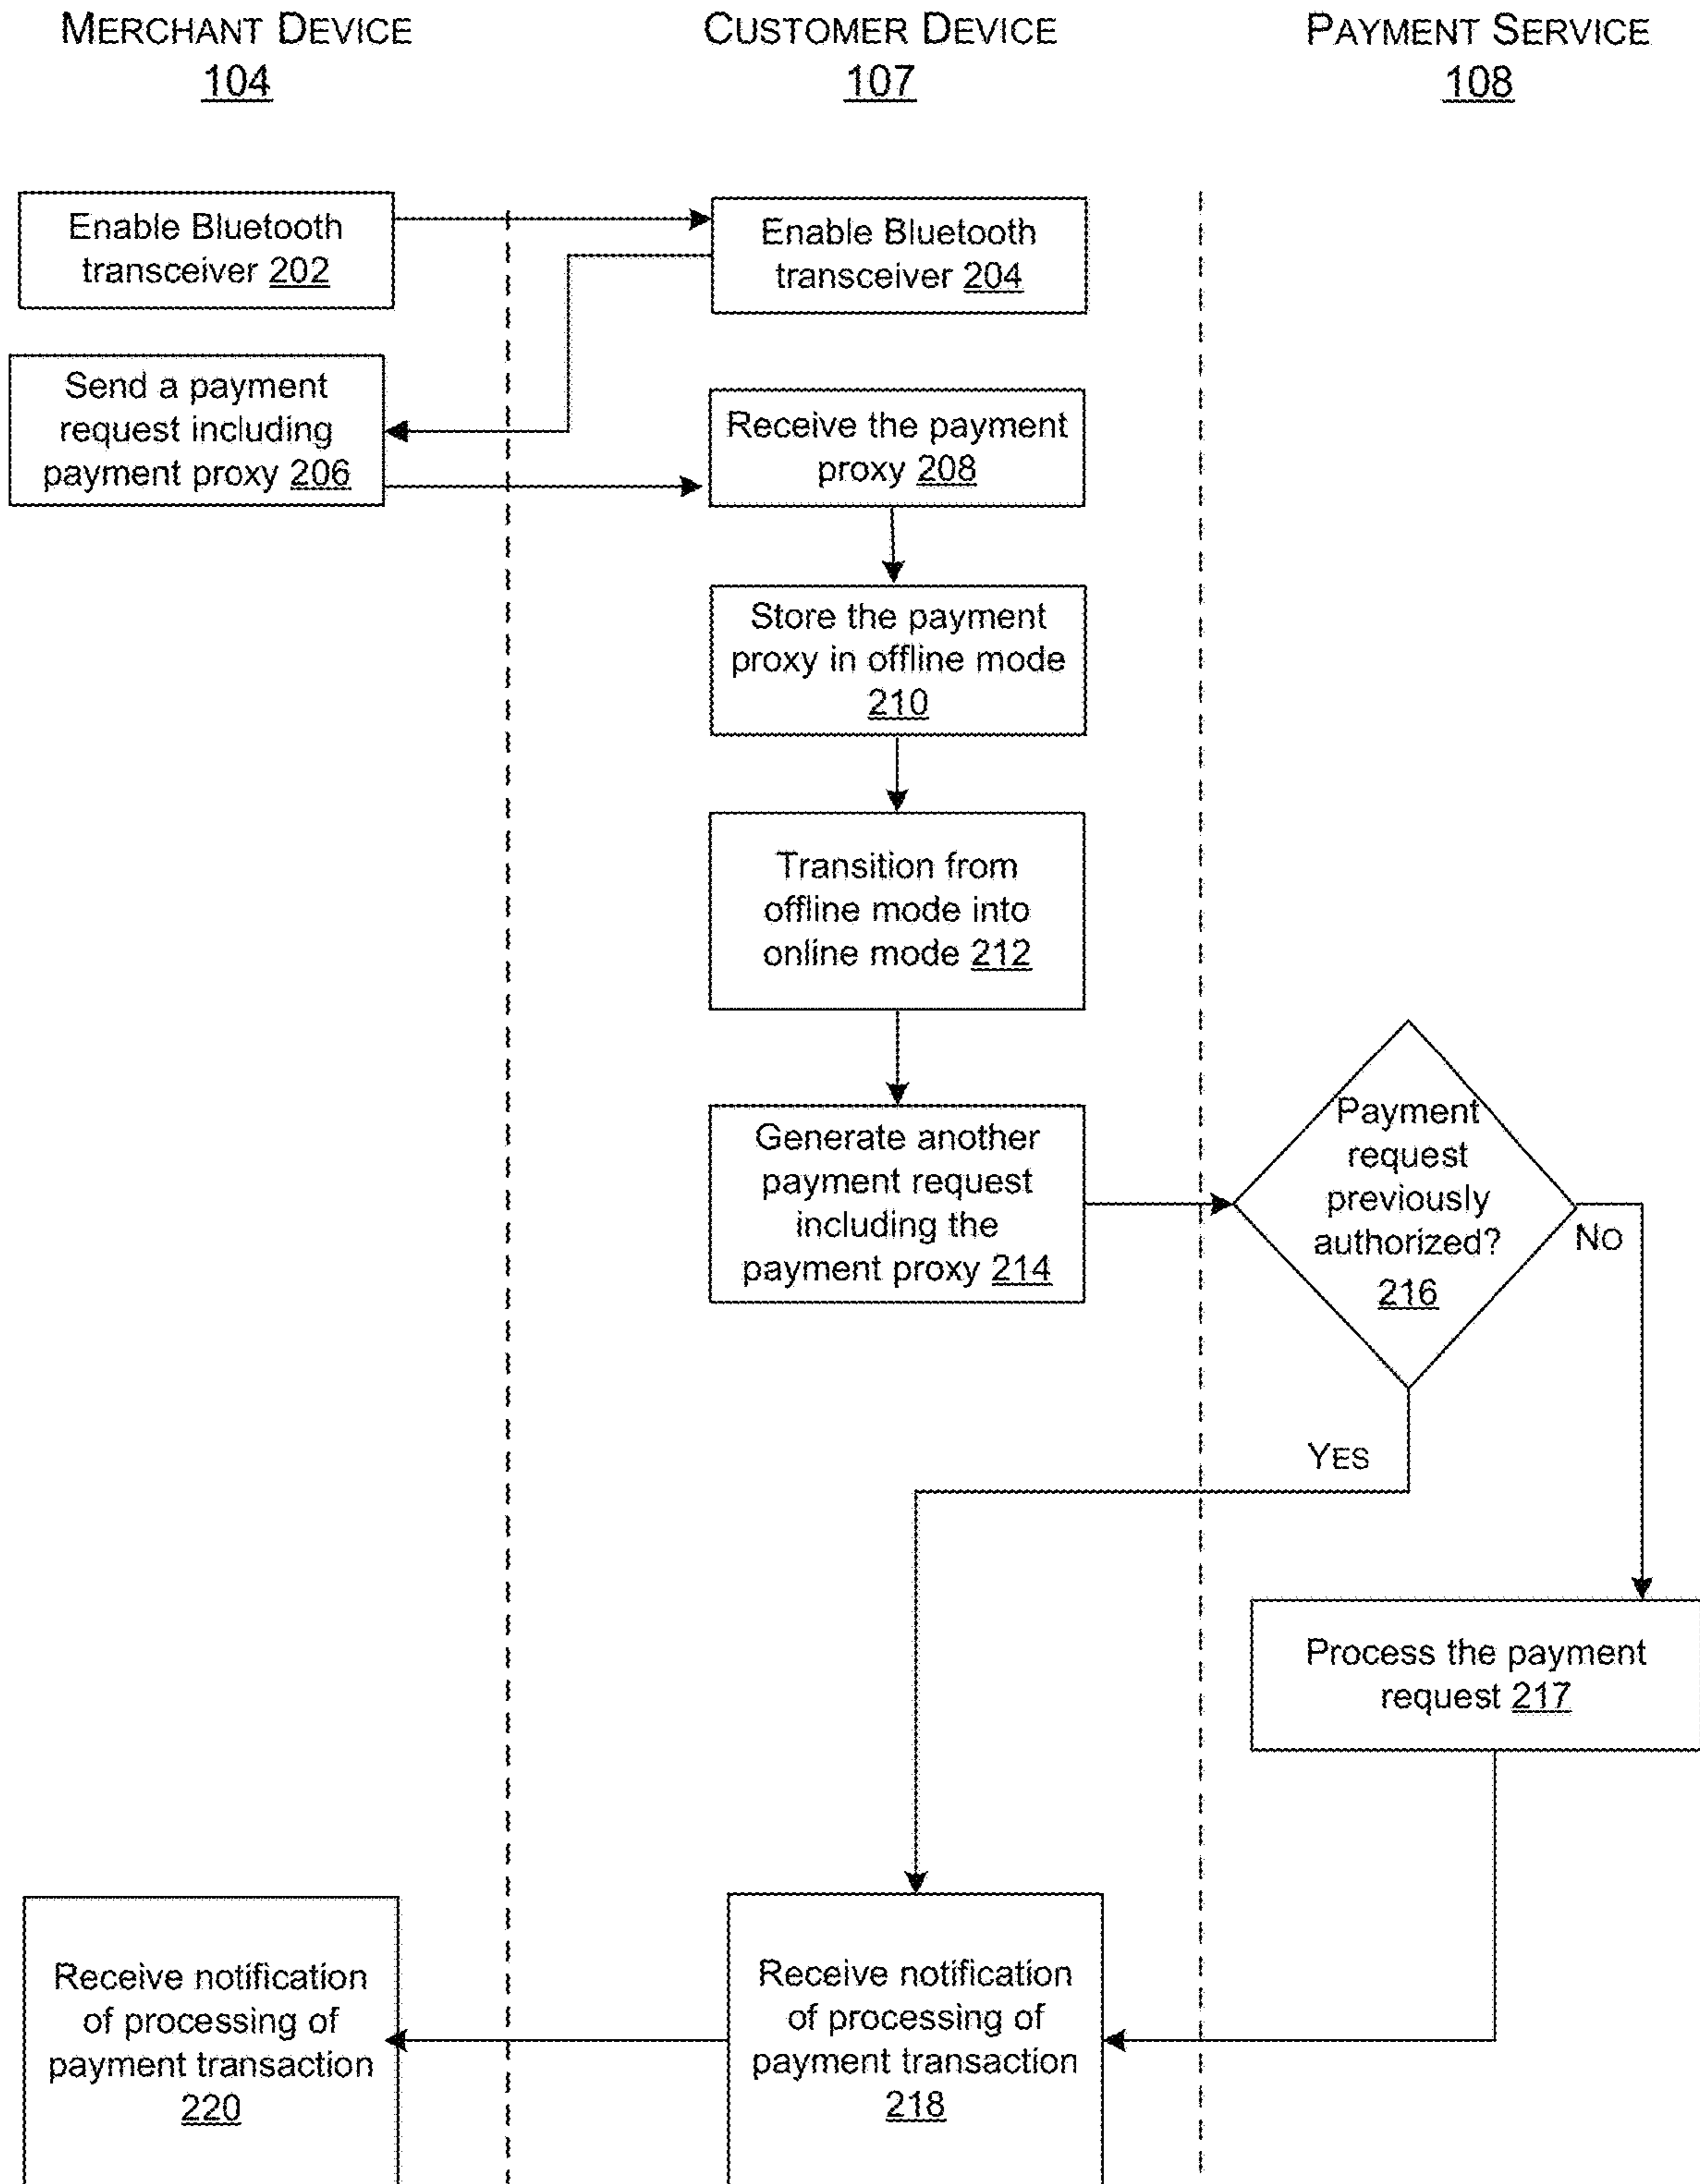 MERCHANT DEVICE
104
CUSTOMER DEVICE
107
PAYMENT SERVICE
108
Enable Bluetooth
transceiver 202
Enable Bluetooth
transceiver 204
Send a payment
request including
payment proxy 206
Receive the payment
proxy 208
Store the payment
proxy in offline mode
210
Transition from
offline mode into
online mode 212
Generate another
payment request
including the
payment proxy 214
Payment
request
previously
authorized?
216
NO
YES
Process the payment
request 217
Receive notification
of processing of
payment transaction
218
Receive notification
of processing of
payment transaction
220